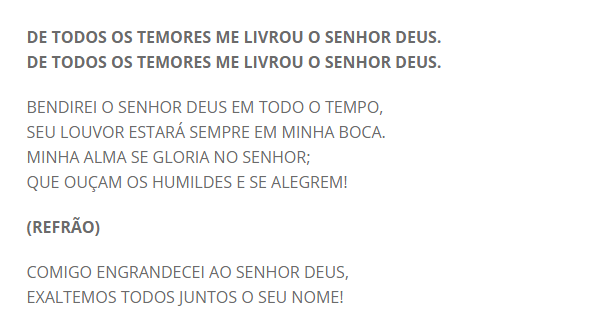 DE TODOS OS TEMORES ME LIVROU O SENHOR DEUS.
DE TODOS OS TEMORES ME LIVROU O SENHOR DEUS.
BENDIREI O SENHOR DEUS EM TODO O TEMPO,
SEU LOUVOR ESTARÁ SEMPRE EM MINHA BOCA.
MINHA ALMA SE GLORIA NO SENHOR;
QUE OUÇAM OS HUMILDES E SE ALEGREM!
(REFRÃO)
COMIGO ENGRANDECEI AO SENHOR DEUS,
EXALTEMOS TODOS JUNTOS O SEU NOME!